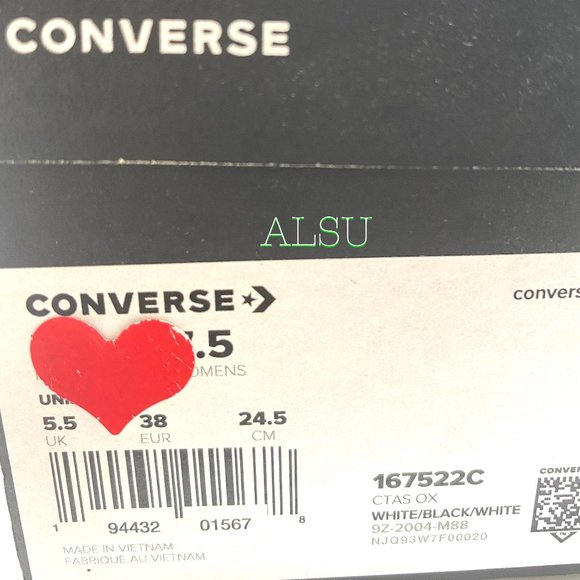 CONVERSE
ALSU
CONVERSE
convers
.5
OMENS
UNI
5.5 38 24.5
UK EUR CM
1 94432 01567 8
MADE IN VIETNAM
FABRIQUE AU VIETNAM
167522C
CTAS OX
WHITE/BLACK/WHITE
9Z-2004-M88
NJQ93W7F00020
CONVER